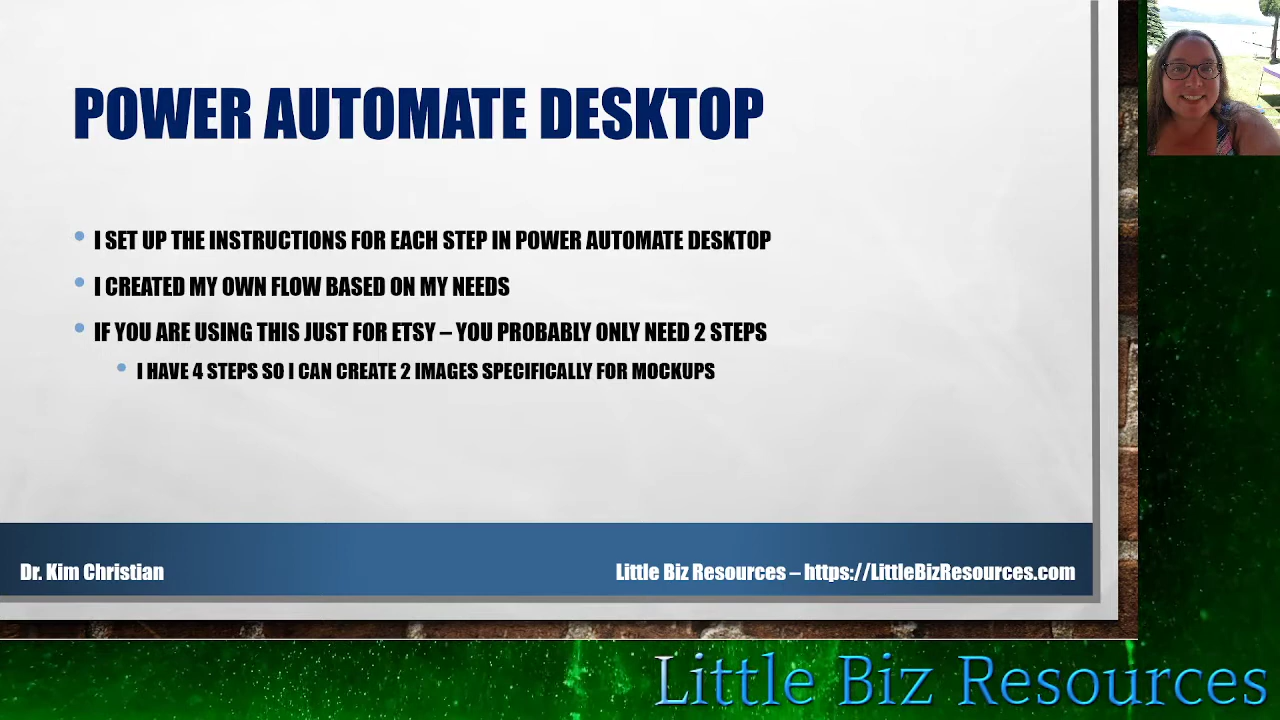 POWER AUTOMATE DESKTOP
• I SET UP THE INSTRUCTIONS FOR EACH STEP IN POWER AUTOMATE DESKTOP
• I CREATED MY OWN FLOW BASED ON MY NEEDS
• IF YOU ARE USING THIS JUST FOR ETSY – YOU PROBABLY ONLY NEED 2 STEPS
• I HAVE 4 STEPS SO I CAN CREATE 2 IMAGES SPECIFICALLY FOR MOCKUPS
Dr. Kim Christian
Little Biz Resources – https://LittleBizResources.com
Little Biz Resources